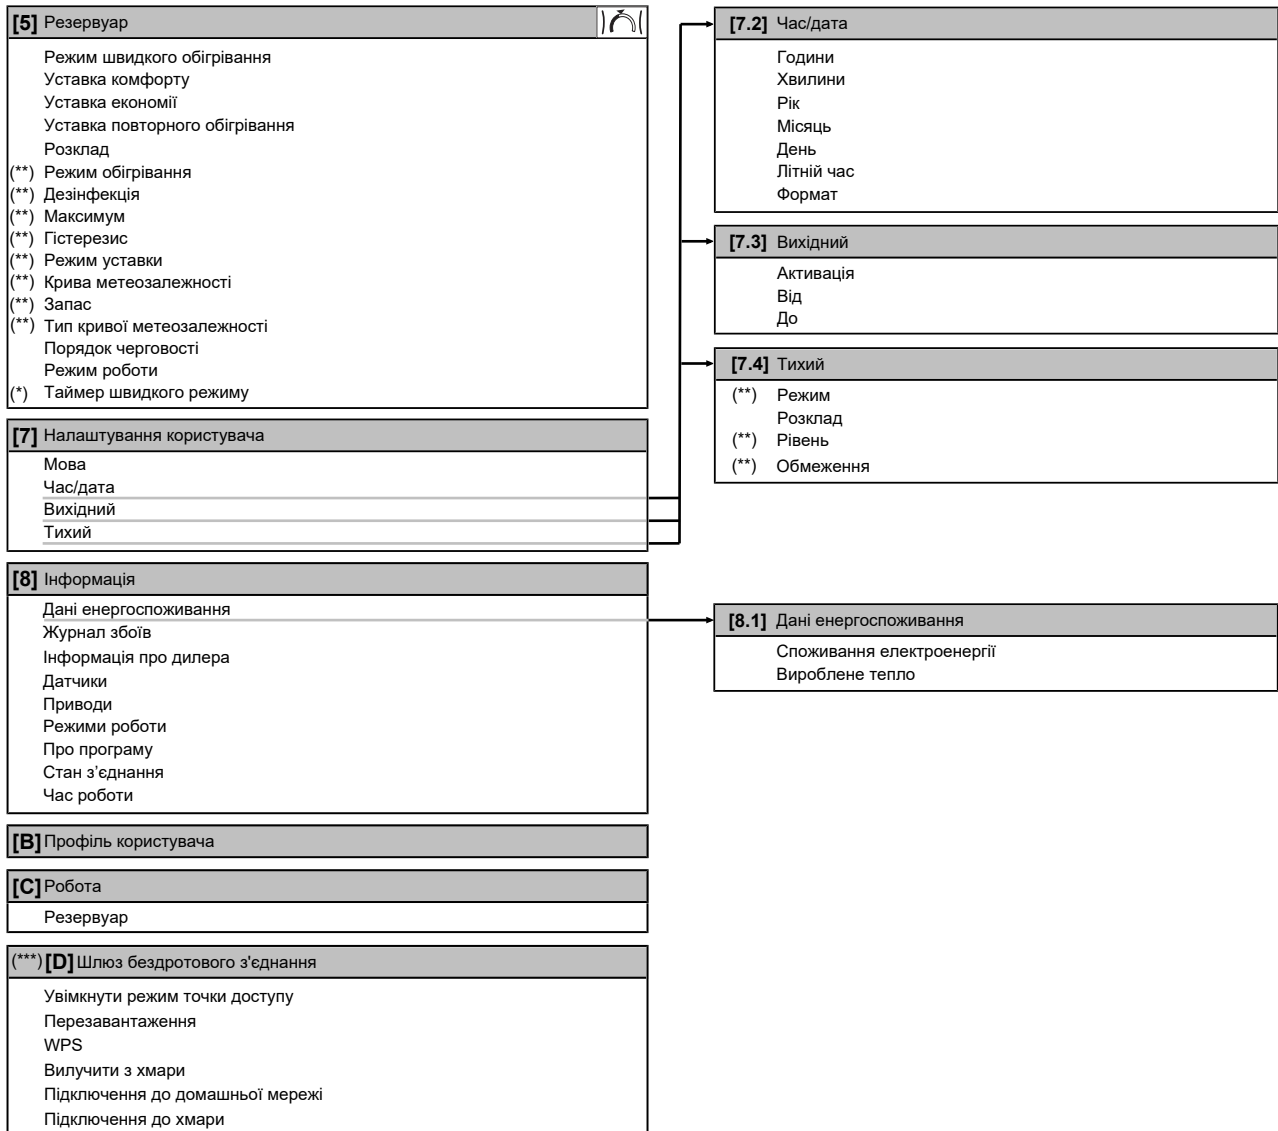 [5] Резервуар
Режим швидкого обігрівання
Уставка комфорту
Уставка економії
Уставка повторного обігрівання
Розклад
(**) Режим обігрівання
(**) Дезінфекція
(**) Максимум
(**) Гістерезис
(**) Режим уставки
(**) Крива метеозалежності
(**) Запас
(**) Тип кривої метеозалежності
Порядок черговості
Режим роботи
(*) Таймер швидкого режиму
[7] Налаштування користувача
Мова
Час/дата
Вихідний
Тихий
[8] Інформація
Дані енергоспоживання
Журнал збоїв
Інформація про дилера
Датчики
Приводи
Режими роботи
Про програму
Стан з’єднання
Час роботи
[B] Профіль користувача
[C] Робота
Резервуар
(***) [D] Шлюз бездротового з'єднання
Увімкнути режим точки доступу
Перезавантаження
WPS
Вилучити з хмари
Підключення до домашньої мережі
Підключення до хмари
[7.2] Час/дата
Години
Хвилини
Рік
Місяць
День
Літній час
Формат
[7.3] Вихідний
Активація
Від
До
[7.4] Тихий
(**) Режим
Розклад
(**) Рівень
(**) Обмеження
[8.1] Дані енергоспоживання
Споживання електроенергії
Вироблене тепло